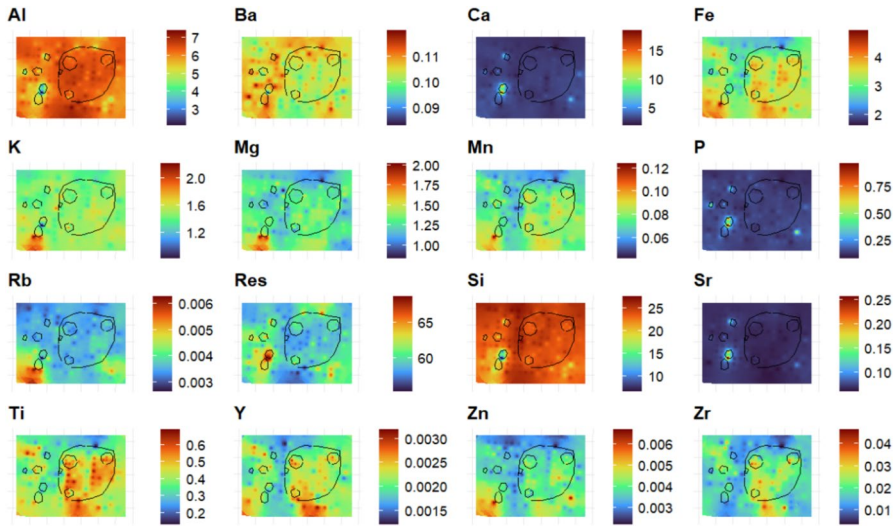 Al Ba Ca Fe
7 6 5 4 3
0.11 0.10 0.09
15 10 5
4 3 2
K Mg Mn P
2.0 1.6 1.2
2.00 1.75 1.50 1.25 1.00
0.12 0.10 0.08 0.06
0.75 0.50 0.25
Rb Res Si Sr
0.006 0.005 0.004 0.003
65 60
25 20 15 10
0.25 0.20 0.15 0.10
Ti Y Zn Zr
0.6 0.5 0.4 0.3 0.2
0.0030 0.0025 0.0020 0.0015
0.006 0.005 0.004 0.003
0.04 0.03 0.02 0.01